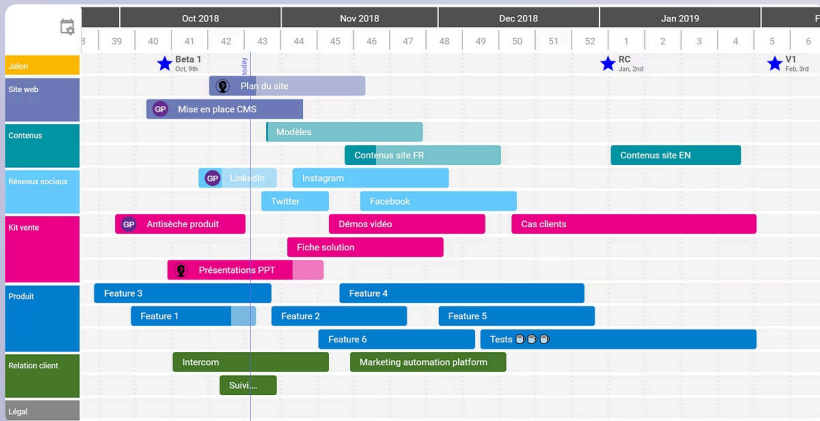 Oct 2018
Nov 2018
Dec 2018
Jan 2019
F
8 39 40 41 42 43 44 45 46 47 48 49 50 51 52 1 2 3 4 5 6
today
Jalon
Beta 1
Oct, 9th
RC
Jan, 2nd
V1
Feb, 3rd
Site web
Plan du site
GP Mise en place CMS
Contenus
Modèles
Contenus site FR
Contenus site EN
Réseaux sociaux
GP LinkedIn
Instagram
Twitter
Facebook
Kit vente
GP Antisèche produit
Démos vidéo
Cas clients
Fiche solution
Présentations PPT
Produit
Feature 3
Feature 4
Feature 1
Feature 2
Feature 5
Feature 6
Tests
Relation client
Intercom
Marketing automation platform
Suivi....
Légal